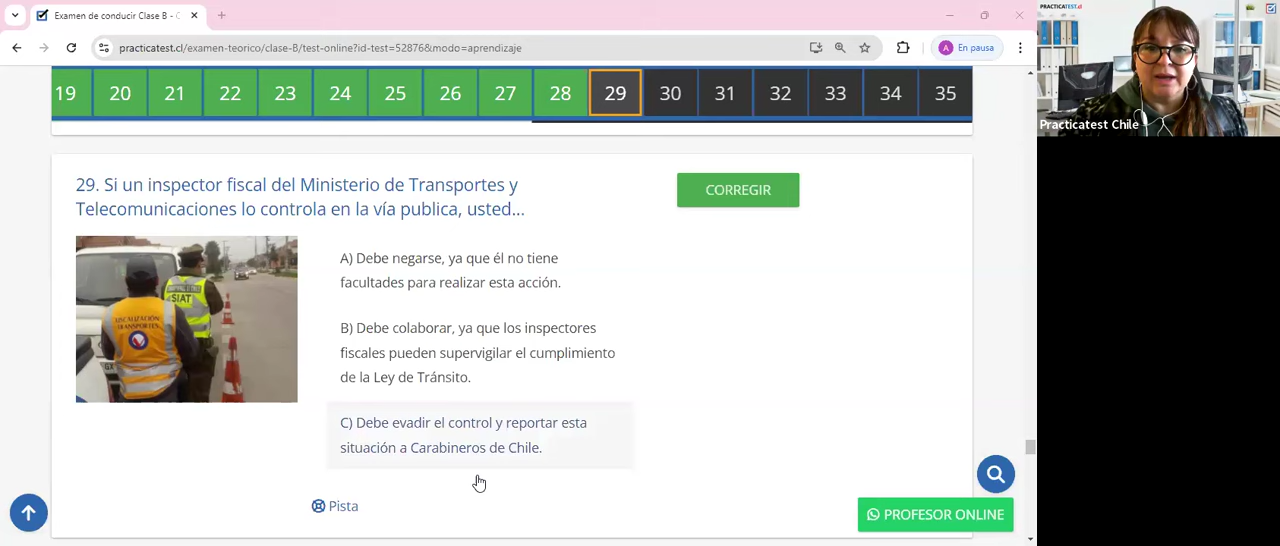 Examen de conducir Clase B - C
practicatest.cl/examen-teorico/clase-B/test-online?id-test=52876&modo=aprendizaje
A
En pausa
PRACTICATEST.cl
Practicatest Chile
19 20 21 22 23 24 25 26 27 28 29 30 31 32 33 34 35
29. Si un inspector fiscal del Ministerio de Transportes y
Telecomunicaciones lo controla en la vía publica, usted...
CORREGIR
SIAT
FISCALIZACIÓN
TRANSPORTES
A) Debe negarse, ya que él no tiene
facultades para realizar esta acción.
B) Debe colaborar, ya que los inspectores
fiscales pueden supervigilar el cumplimiento
de la Ley de Tránsito.
C) Debe evadir el control y reportar esta
situación a Carabineros de Chile.
Pista
PROFESOR ONLINE